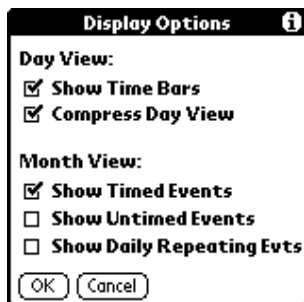 Display Options
Day View:
Show Time Bars
Compress Day View
Month View:
Show Timed Events
Show Untimed Events
Show Daily Repeating Evts
OK Cancel